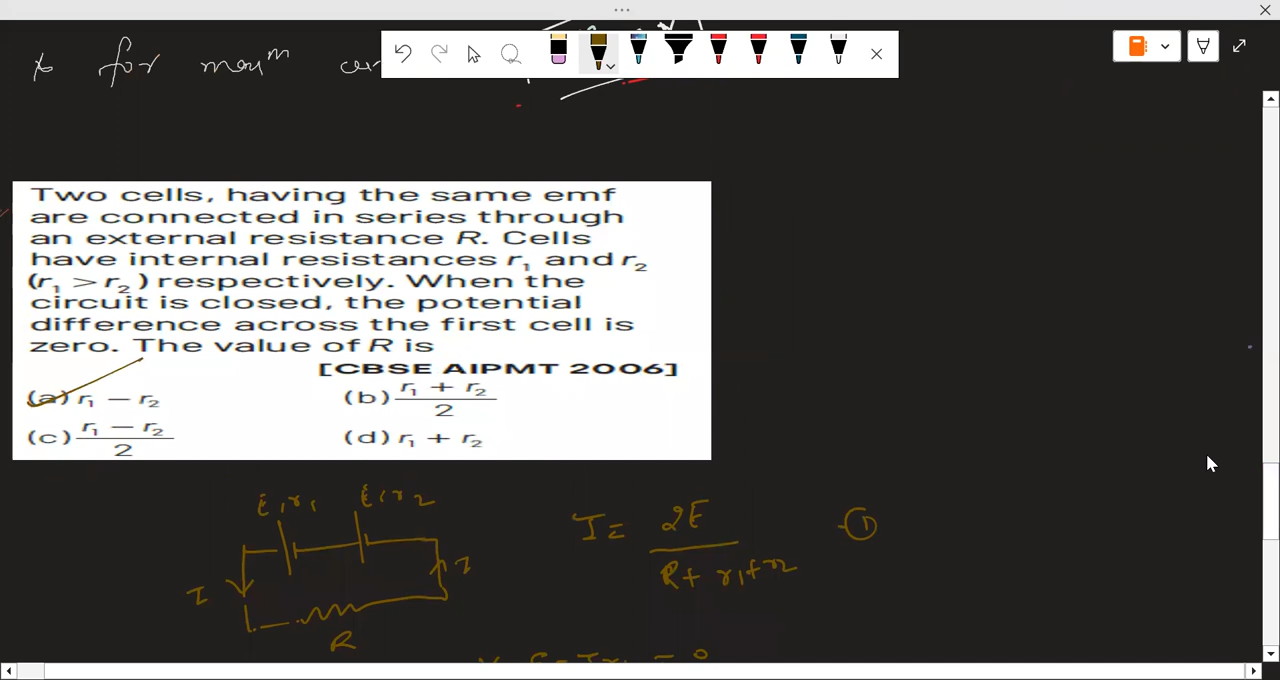 * for maxᵐ
Two cells, having the same emf
are connected in series through
an external resistance R. Cells
have internal resistances r₁ and r₂
(r₁ > r₂) respectively. When the
circuit is closed, the potential
difference across the first cell is
zero. The value of R is
[CBSE AIPMT 2006]
(a) r₁ − r₂ (b) r₁ + r₂ / 2
(c) r₁ − r₂ / 2 (d) r₁ + r₂
E, r₁ E, r₂
I = 2E / R + r₁ + r₂ ①
I I
R